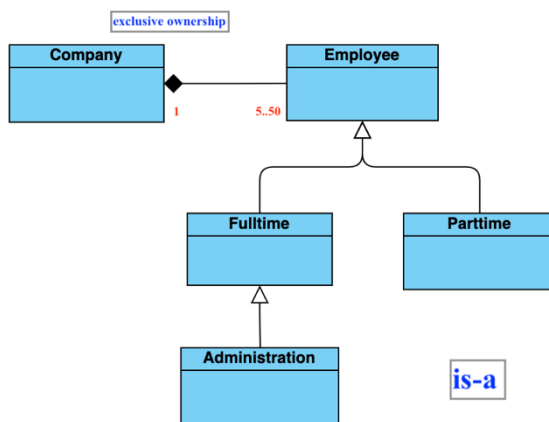 exclusive ownership
Company
Employee
1
5..50
Fulltime
Parttime
Administration
is-a